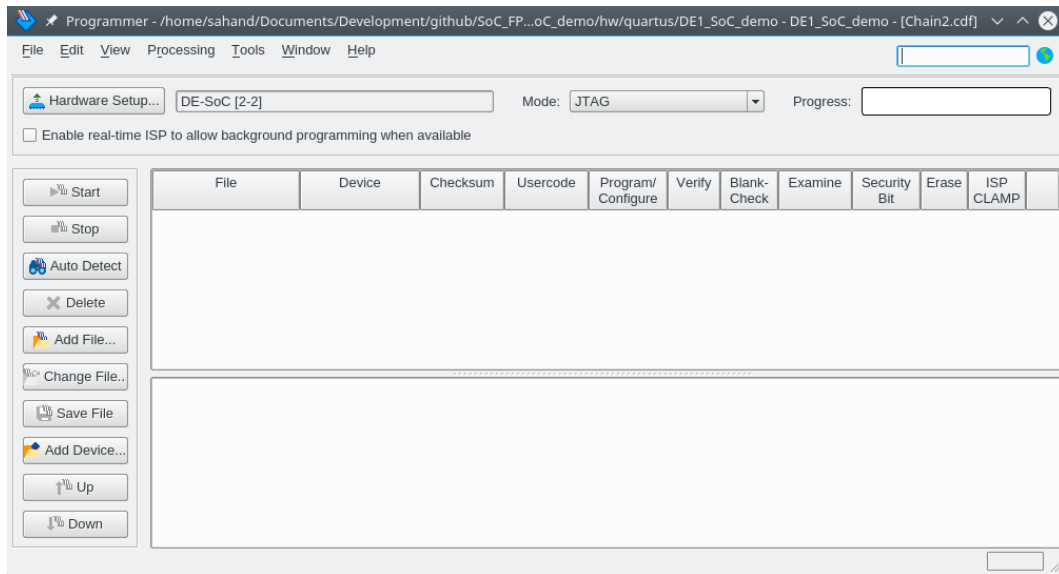 Programmer - /home/sahand/Documents/Development/github/SoC_FP...oC_demo/hw/quartus/DE1_SoC_demo - DE1_SoC_demo - [Chain2.cdf]
File Edit View Processing Tools Window Help
Hardware Setup... DE-SoC [2-2] Mode: JTAG Progress:
Enable real-time ISP to allow background programming when available
File Device Checksum Usercode Program/ Verify Blank- Examine Security Erase ISP
Configure Check Bit CLAMP
Start
Stop
Auto Detect
Delete
Add File...
Change File..
Save File
Add Device...
Up
Down